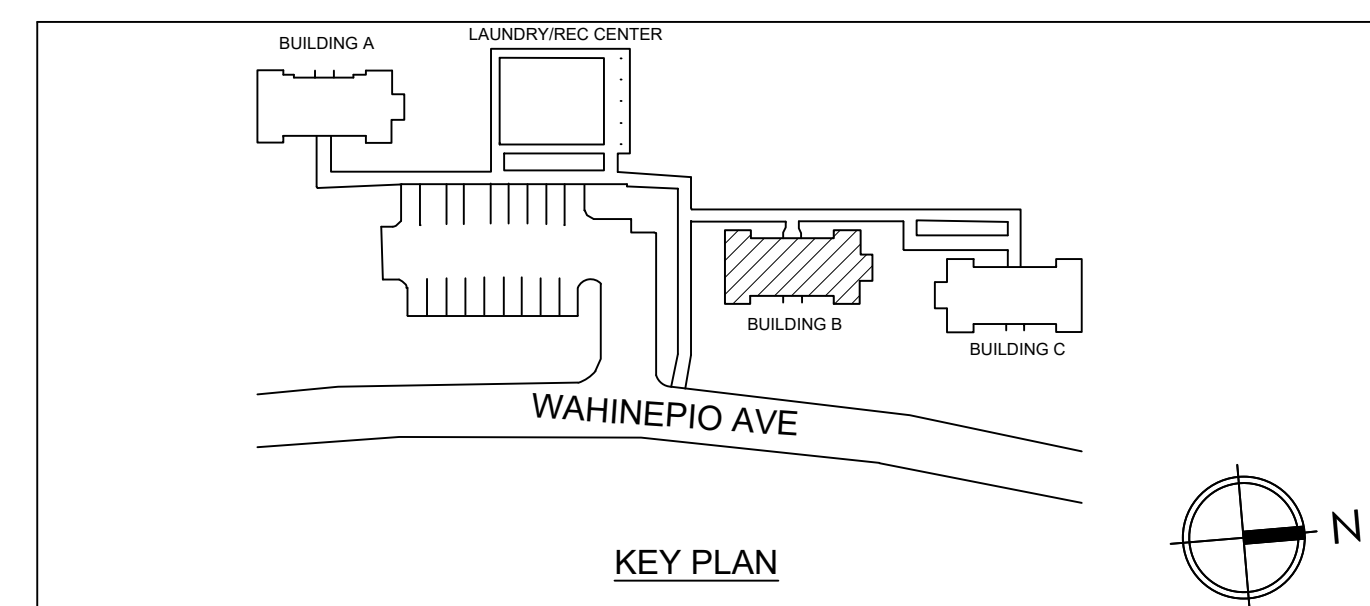 BUILDING A
LAUNDRY/REC CENTER
BUILDING B
BUILDING C
WAHINEPIO AVE
N
KEY PLAN